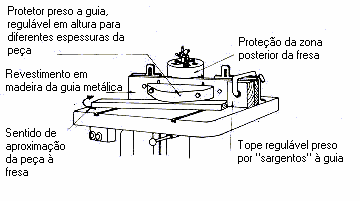 Protetor preso a guia,
regulável em altura para
diferentes espessuras da
peça
Proteção da zona
posterior da fresa
Revestimento em
madeira da guia metálica
Sentido de
aproximação
da peça à
fresa
Tope regulável preso
por "sargentos" à guia